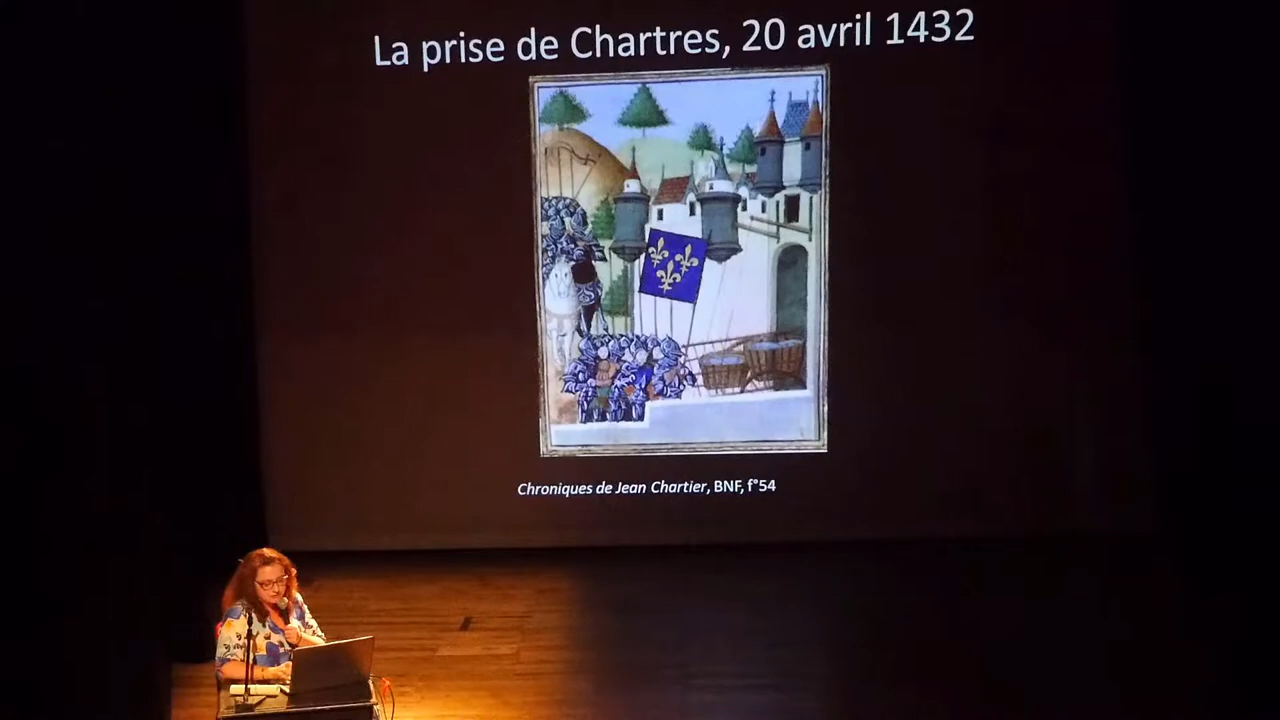 La prise de Chartres, 20 avril 1432
Chroniques de Jean Chartier, BNF, f°54